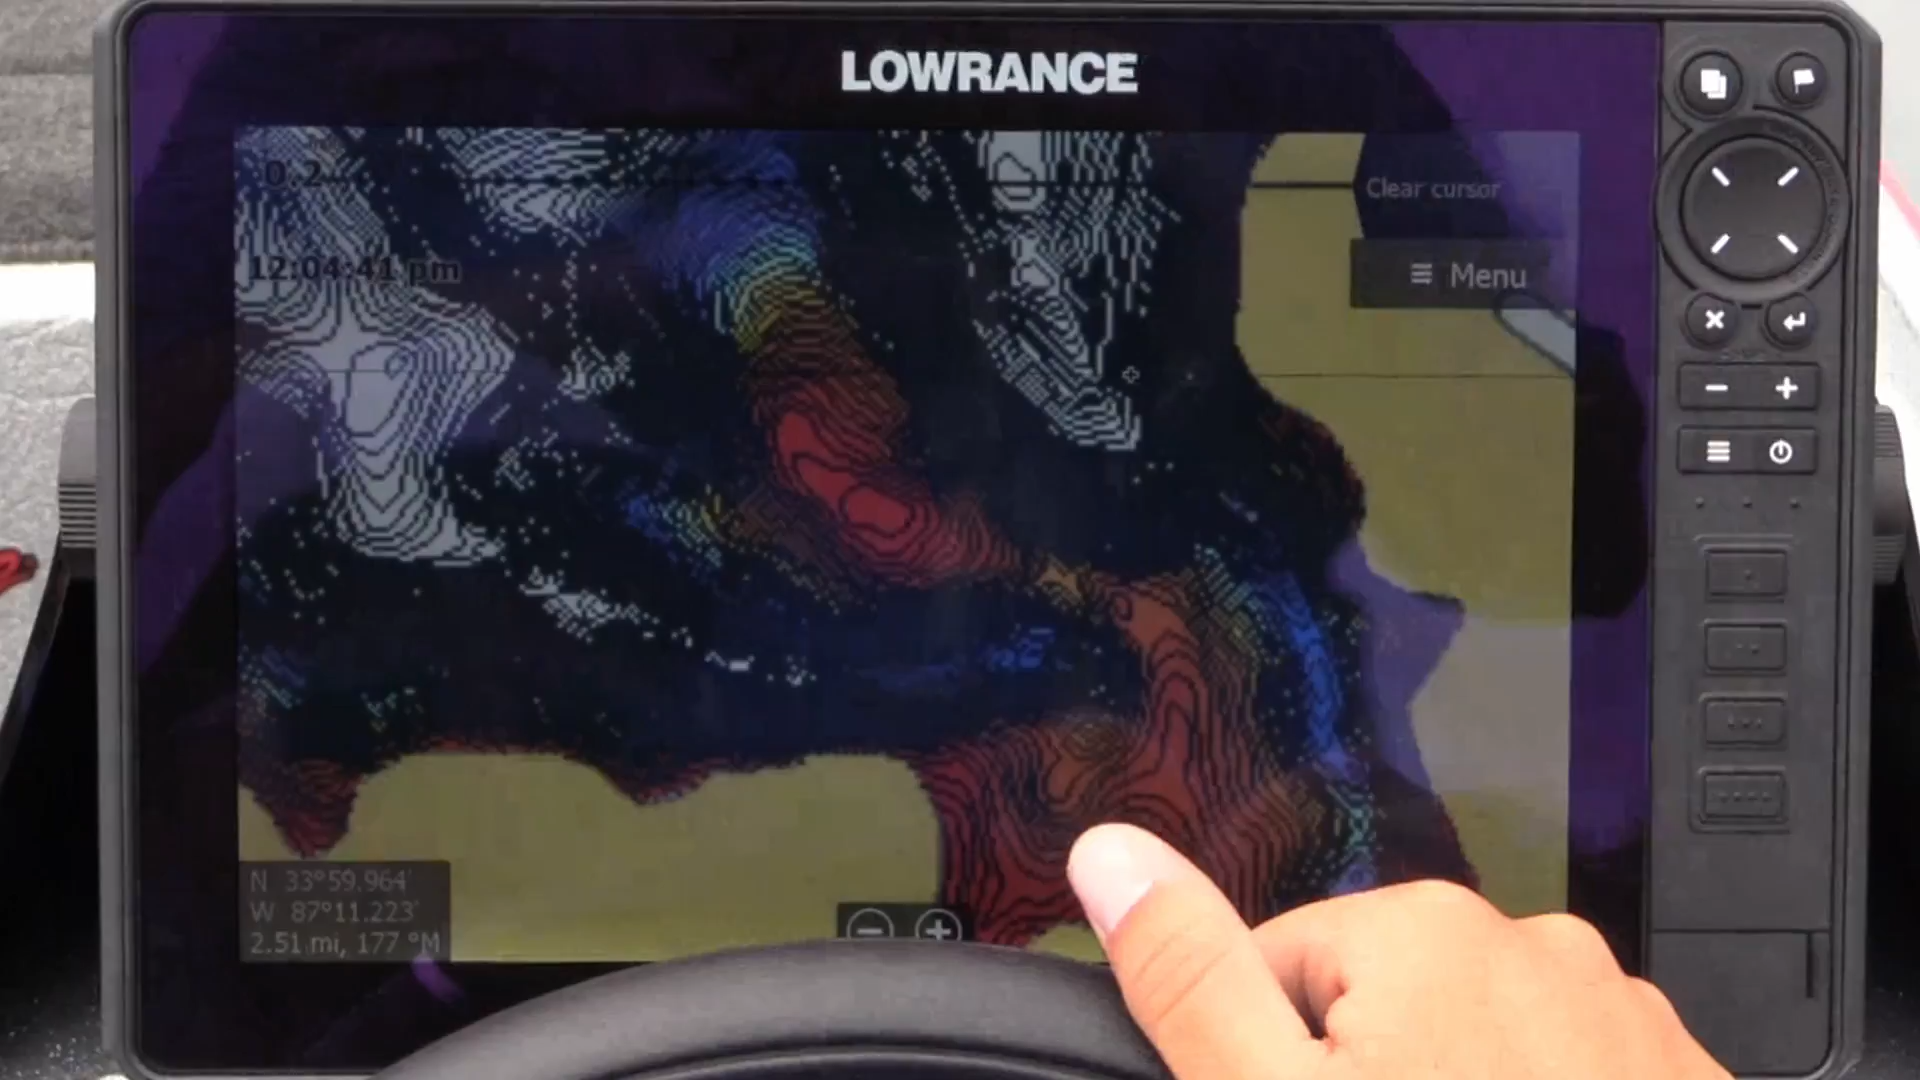 LOWRANCE
0.2
Clear cursor
12:04:41 pm
Menu
N 33°59.964'
W 87°11.223'
2.51 mi, 177 °M